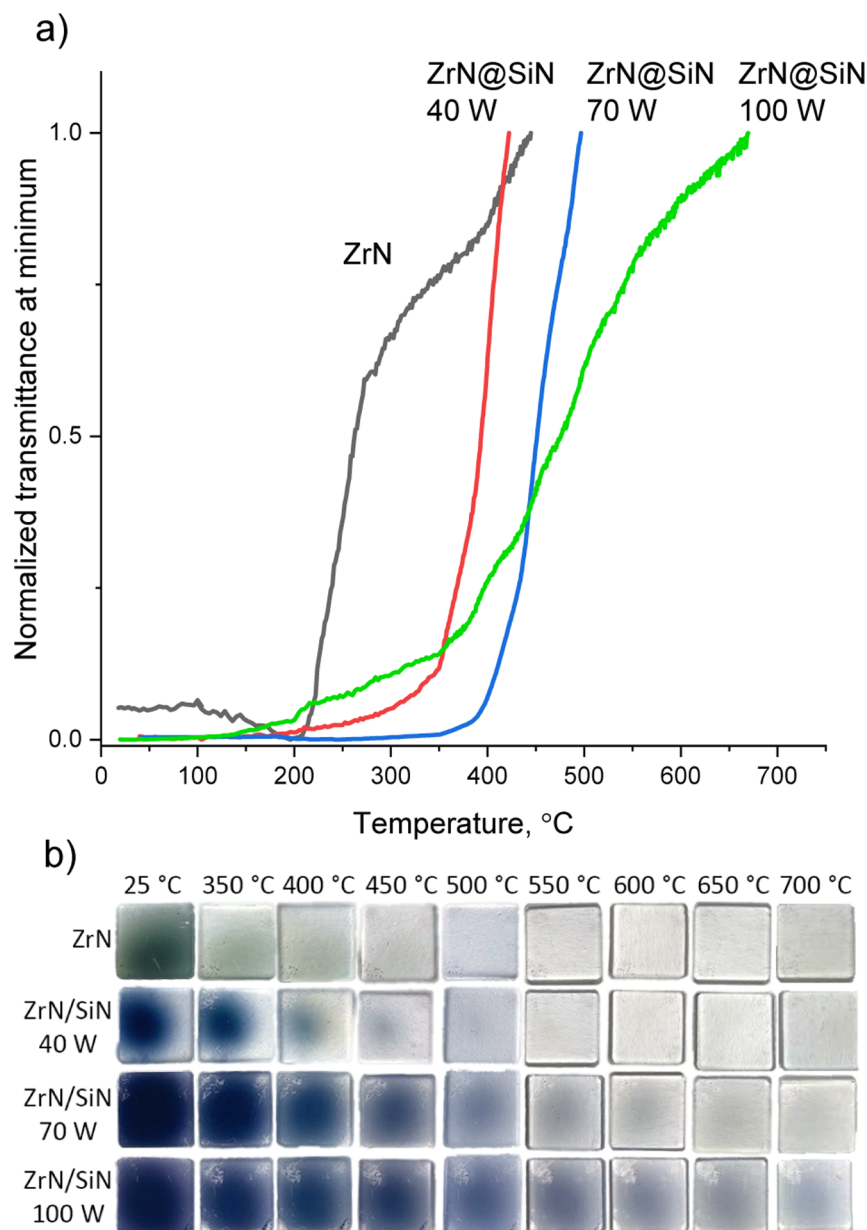 a)
ZrN@SiN ZrN@SiN ZrN@SiN
40 W 70 W 100 W
1.0
ZrN
0.5
0.0
0 100 200 300 400 500 600 700
Normalized transmittance at minimum
Temperature, °C
b)
25 °C 350 °C 400 °C 450 °C 500 °C 550 °C 600 °C 650 °C 700 °C
ZrN
ZrN/SiN
40 W
ZrN/SiN
70 W
ZrN/SiN
100 W